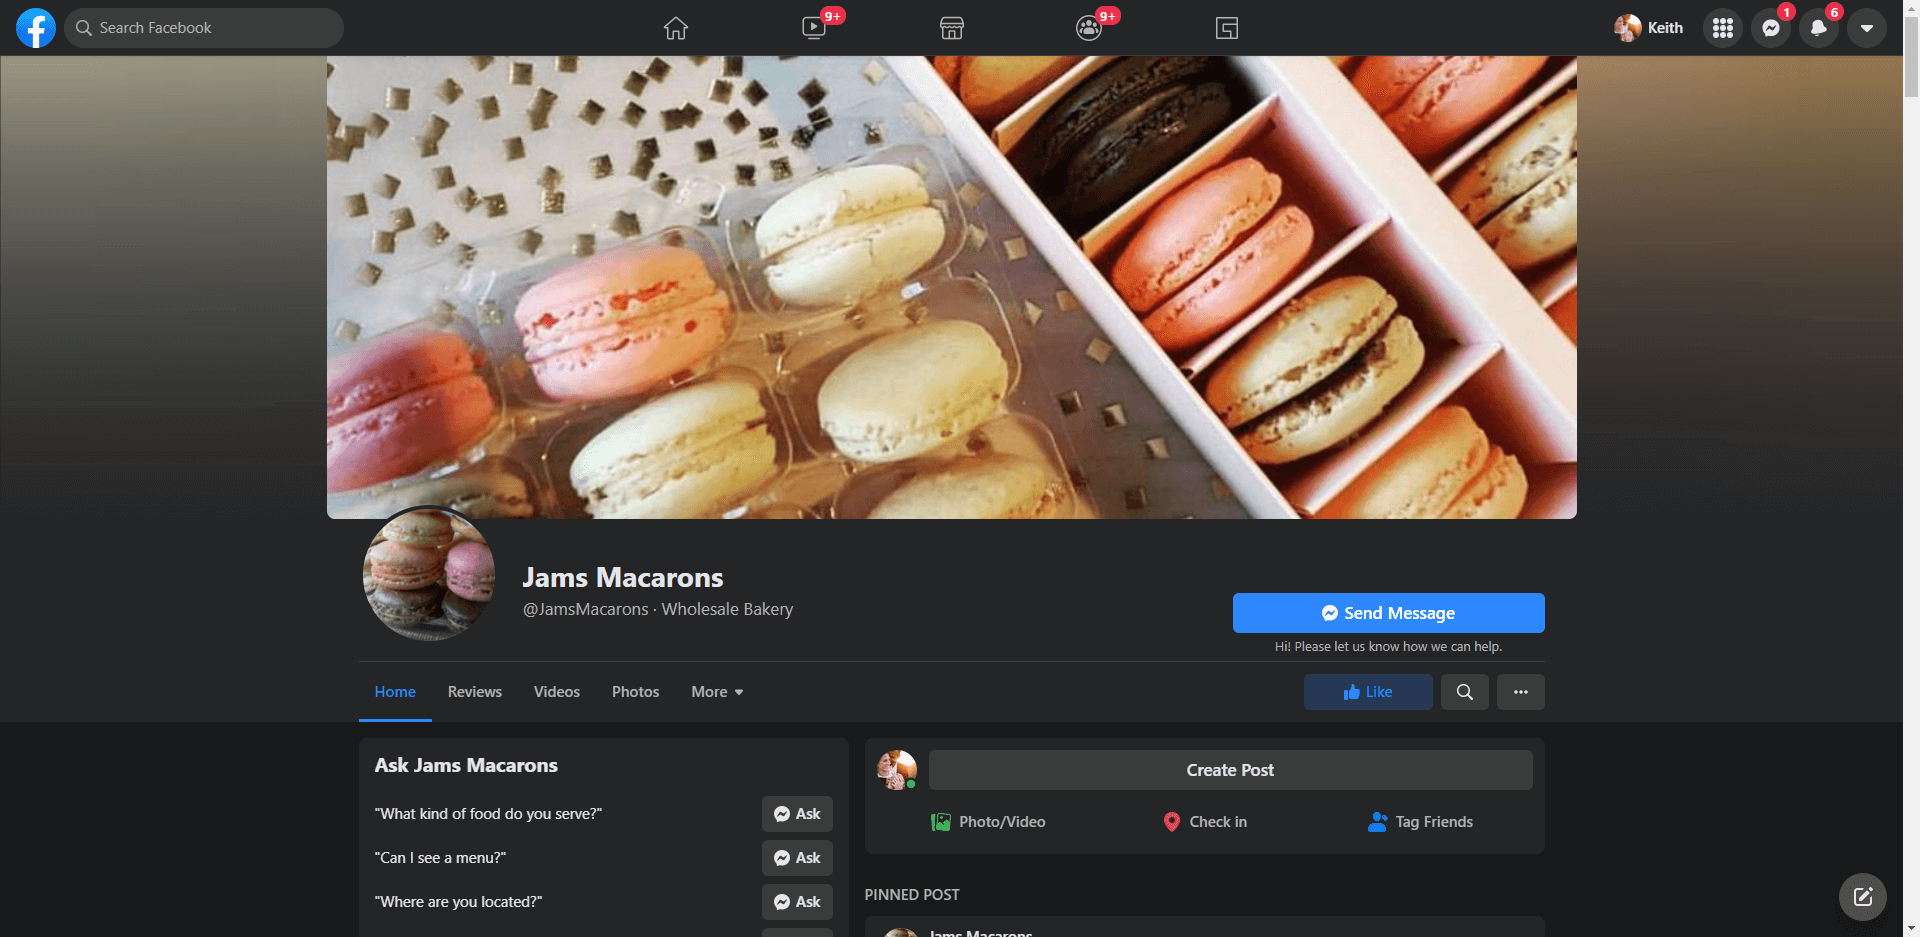 Search Facebook
9+
9+
Keith
1
6
Jams Macarons
@JamsMacarons · Wholesale Bakery
Send Message
Hi! Please let us know how we can help.
Home
Reviews
Videos
Photos
More
Like
Ask Jams Macarons
"What kind of food do you serve?"
Ask
"Can I see a menu?"
Ask
"Where are you located?"
Ask
Create Post
Photo/Video
Check in
Tag Friends
PINNED POST
Jams Macarons